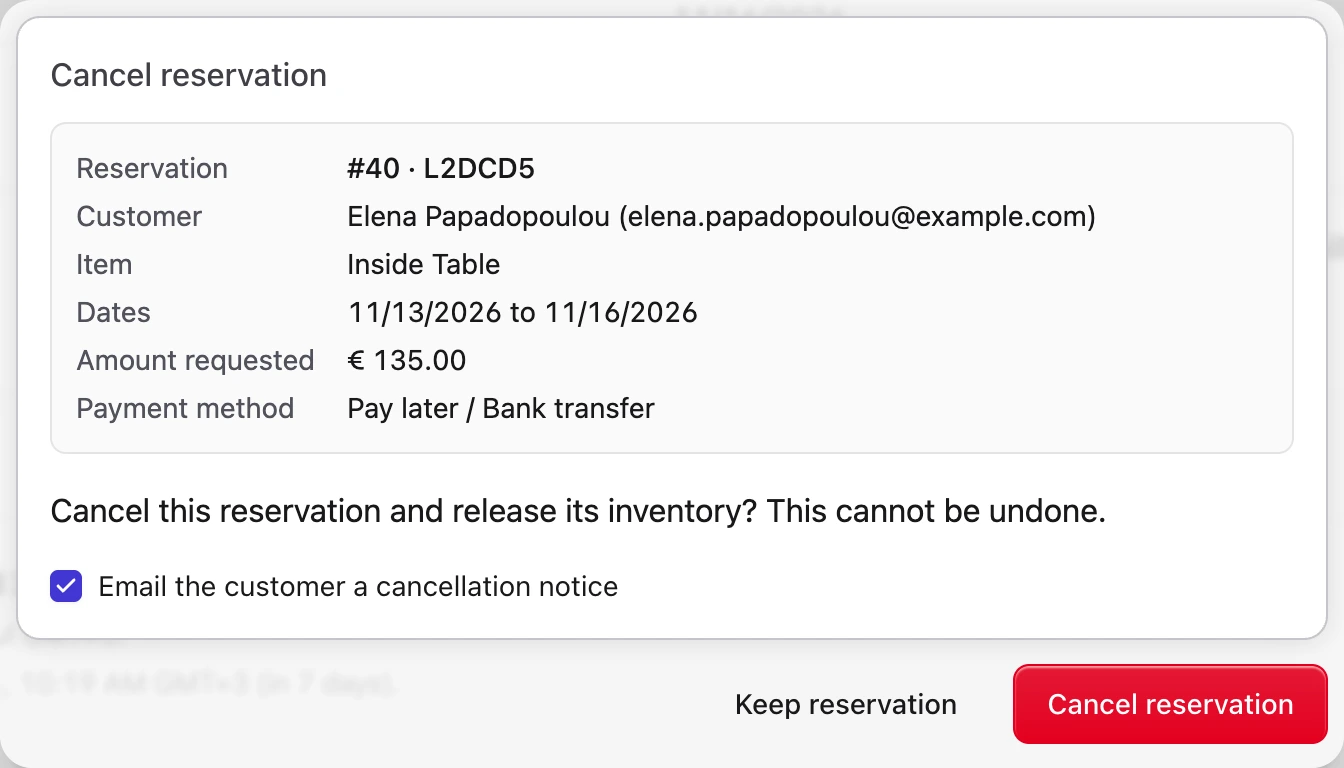 Cancel reservation
Reservation #40 · L2DCD5
Customer Elena Papadopoulou (elena.papadopoulou@example.com)
Item Inside Table
Dates 11/13/2026 to 11/16/2026
Amount requested € 135.00
Payment method Pay later / Bank transfer
Cancel this reservation and release its inventory? This cannot be undone.
Email the customer a cancellation notice
Keep reservation Cancel reservation